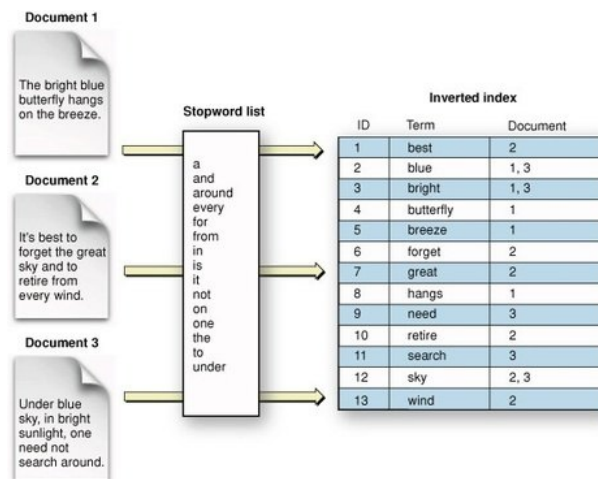 Document 1
The bright blue
butterfly hangs
on the breeze.
Document 2
It's best to
forget the great
sky and to
retire from
every wind.
Document 3
Under blue
sky, in bright
sunlight, one
need not
search around.
Stopword list
a
and
around
every
for
from
in
is
it
not
on
one
the
to
under
Inverted index
ID Term Document
1 best 2
2 blue 1, 3
3 bright 1, 3
4 butterfly 1
5 breeze 1
6 forget 2
7 great 2
8 hangs 1
9 need 3
10 retire 2
11 search 3
12 sky 2, 3
13 wind 2